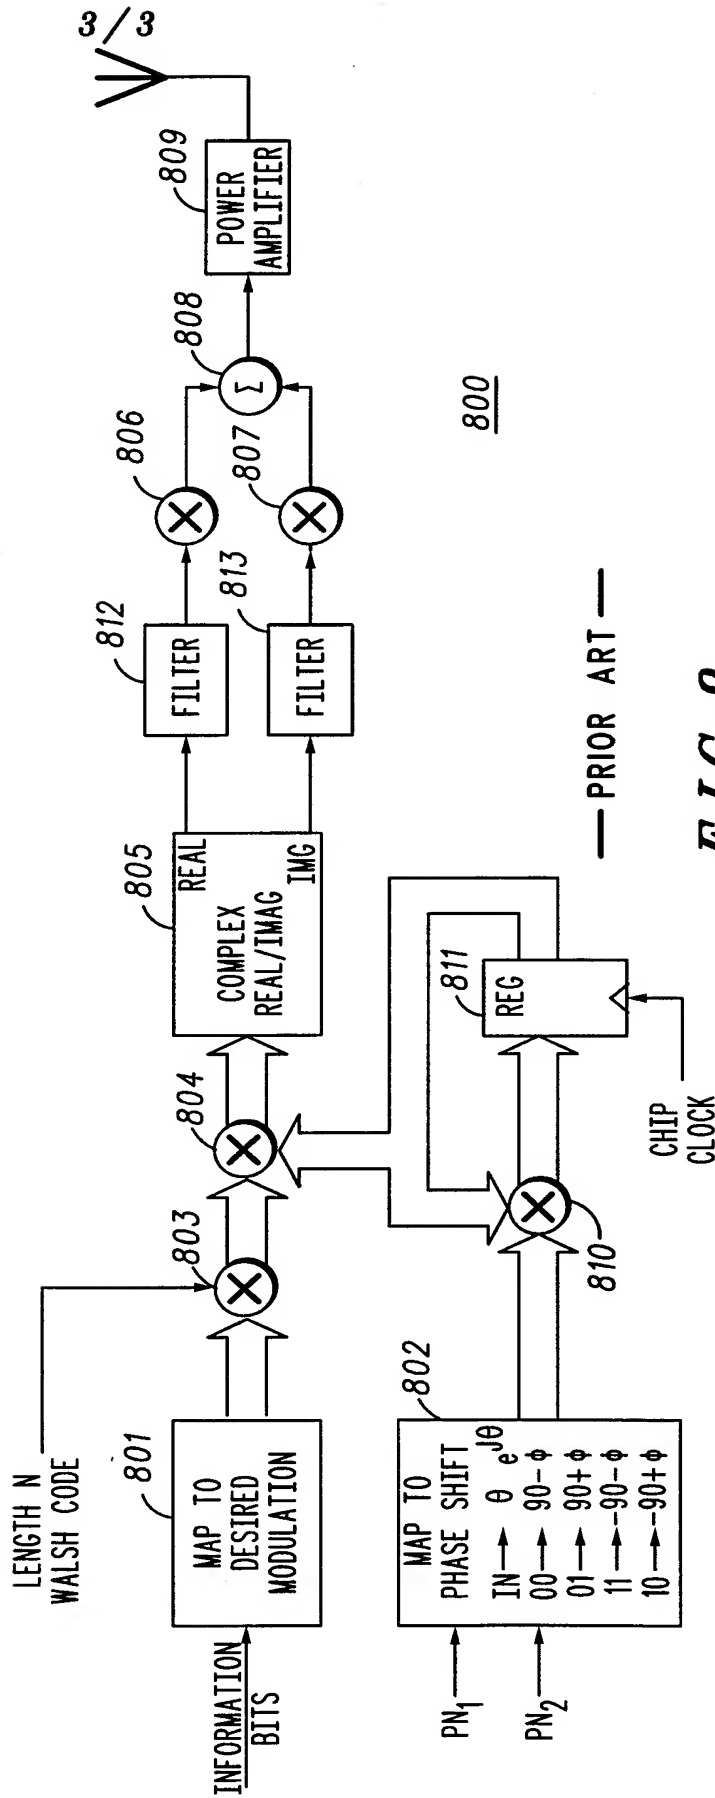 3/3
LENGTH N
WALSH CODE
INFORMATION
BITS
801
MAP TO
DESIRED
MODULATION
803
804
805
COMPLEX
REAL/IMAG
REAL
IMG
812
FILTER
813
FILTER
806
807
808
Σ
809
POWER
AMPLIFIER
PN1
PN2
802
MAP TO
PHASE SHIFT
IN → θ e^Jθ
00 → 90-ϕ
01 → 90+ϕ
11 → -90-ϕ
10 → -90+ϕ
810
811
REG
CHIP
CLOCK
800
—PRIOR ART—